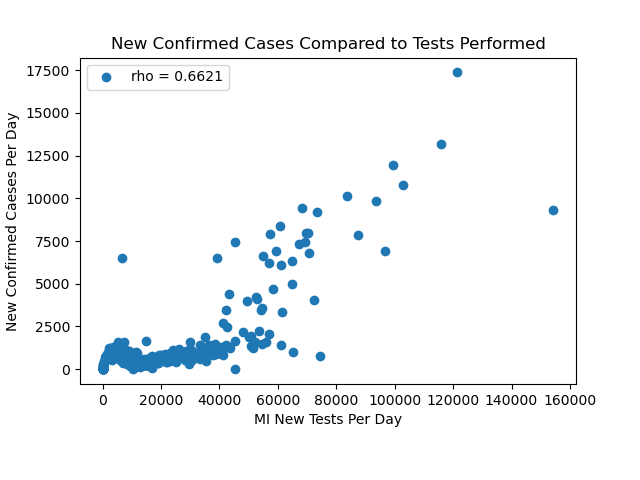 New Confirmed Cases Compared to Tests Performed
rho = 0.6621
17500
15000
12500
10000
7500
5000
2500
0
New Confirmed Caeses Per Day
0 20000 40000 60000 80000 100000 120000 140000 160000
MI New Tests Per Day